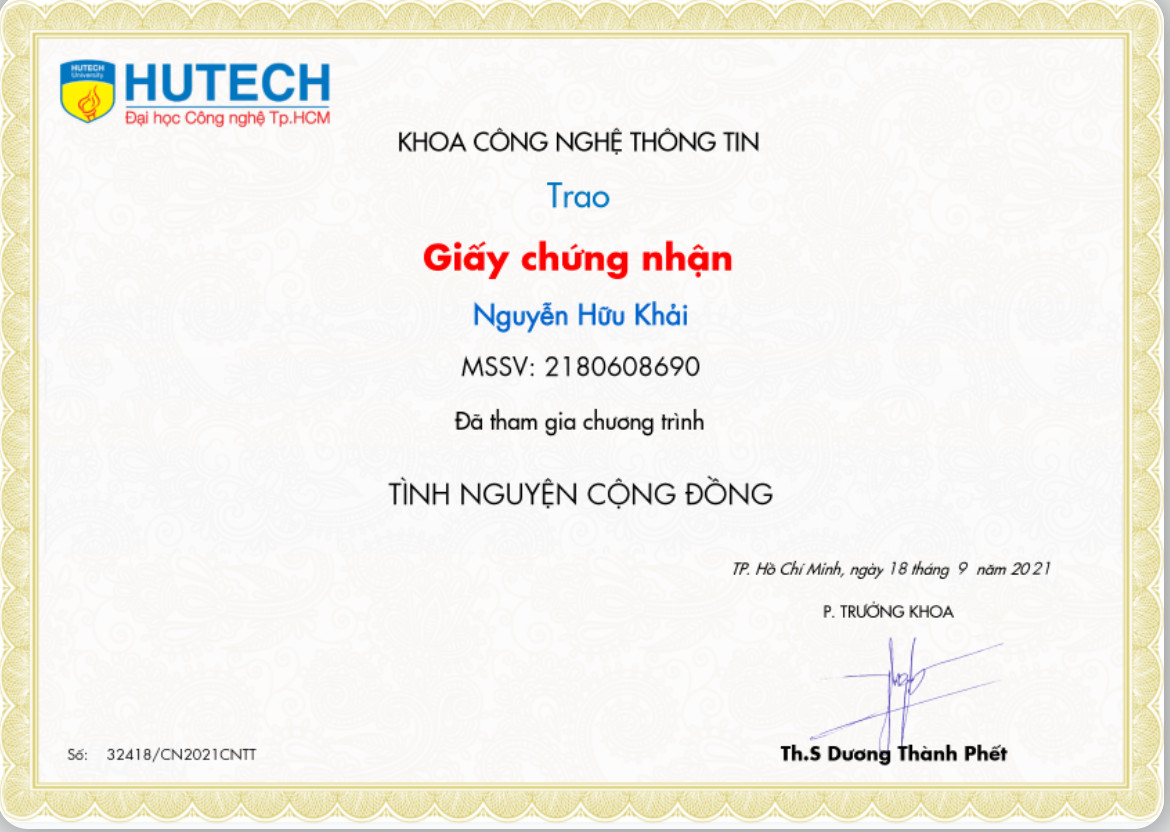 HUTECH
University
HUTECH
Đại học Công nghệ Tp.HCM
KHOA CÔNG NGHỆ THÔNG TIN
Trao
Giấy chứng nhận
Nguyễn Hữu Khải
MSSV: 2180608690
Đã tham gia chương trình
TÌNH NGUYỆN CỘNG ĐỒNG
TP. Hồ Chí Minh, ngày 18 tháng 9 năm 2021
P. TRƯỞNG KHOA
Th.S Dương Thành Phết
Số: 32418/CN2021CNTT